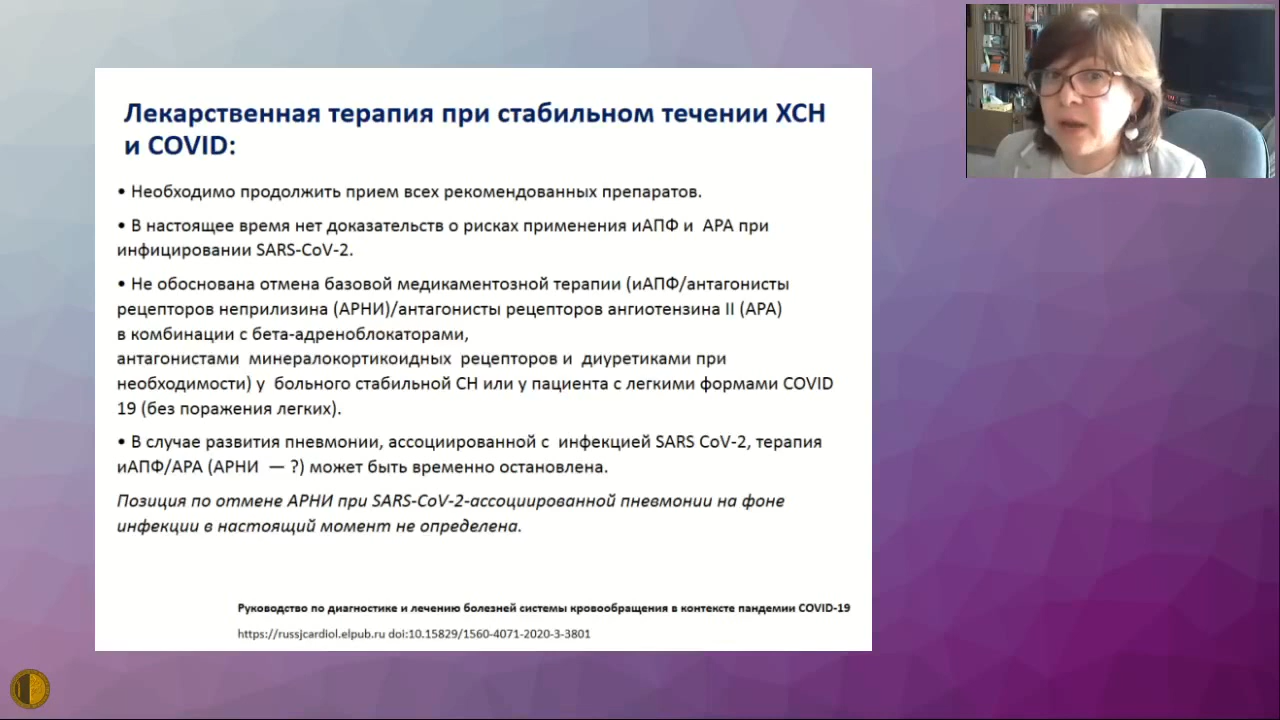 Лекарственная терапия при стабильном течении ХСН
и COVID:
• Необходимо продолжить прием всех рекомендованных препаратов.
• В настоящее время нет доказательств о рисках применения иАПФ и АРА при
инфицировании SARS-CoV-2.
• Не обоснована отмена базовой медикаментозной терапии (иАПФ/антагонисты
рецепторов неприлизина (АРНИ)/антагонисты рецепторов ангиотензина II (АРА)
в комбинации с бета-адреноблокаторами,
антагонистами минералокортикоидных рецепторов и диуретиками при
необходимости) у больного стабильной СН или у пациента с легкими формами COVID
19 (без поражения легких).
• В случае развития пневмонии, ассоциированной с инфекцией SARS CoV-2, терапия
иАПФ/АРА (АРНИ — ?) может быть временно остановлена.
Позиция по отмене АРНИ при SARS-CoV-2-ассоциированной пневмонии на фоне
инфекции в настоящий момент не определена.
Руководство по диагностике и лечению болезней системы кровообращения в контексте пандемии COVID-19
https://russjcardiol.elpub.ru doi:10.15829/1560-4071-2020-3-3801